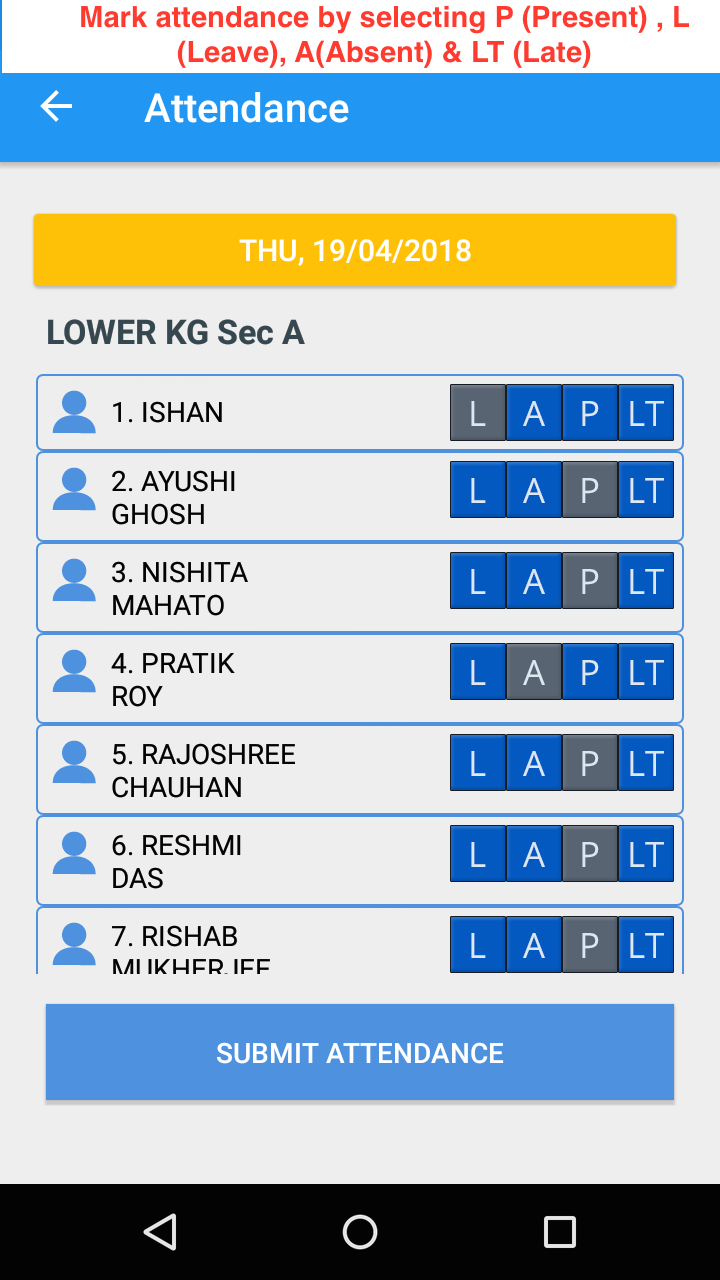 Mark attendance by selecting P (Present) , L
(Leave), A(Absent) & LT (Late)
Attendance
THU, 19/04/2018
LOWER KG Sec A
1. ISHAN L A P LT
2. AYUSHI L A P LT
GHOSH
3. NISHITA L A P LT
MAHATO
4. PRATIK L A P LT
ROY
5. RAJOSHREE L A P LT
CHAUHAN
6. RESHMI L A P LT
DAS
7. RISHAB L A P LT
MUKHERJEE
SUBMIT ATTENDANCE